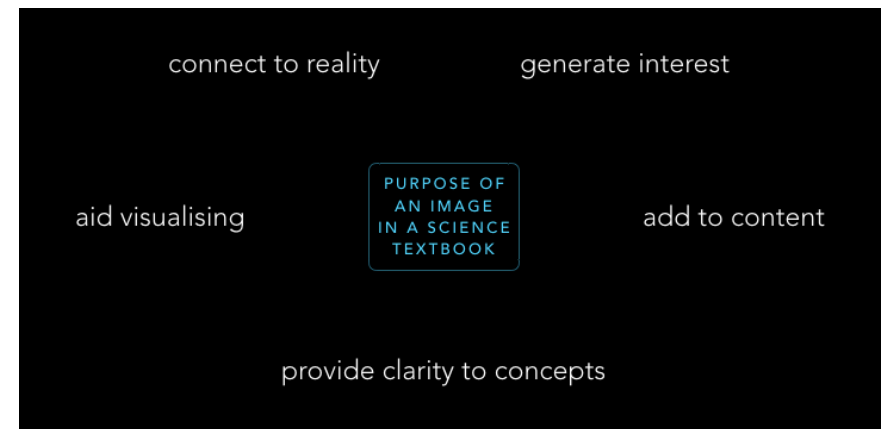 connect to reality
generate interest
PURPOSE OF
AN IMAGE
IN A SCIENCE
TEXTBOOK
aid visualising
add to content
provide clarity to concepts